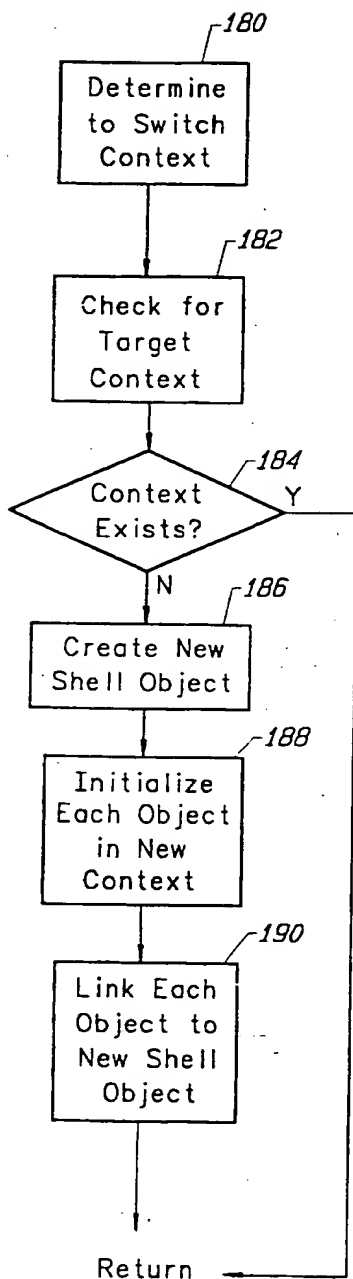 180
Determine
to Switch
Context
182
Check for
Target
Context
184
Context
Exists?
Y
N
186
Create New
Shell Object
188
Initialize
Each Object
in New
Context
190
Link Each
Object to
New Shell
Object
Return